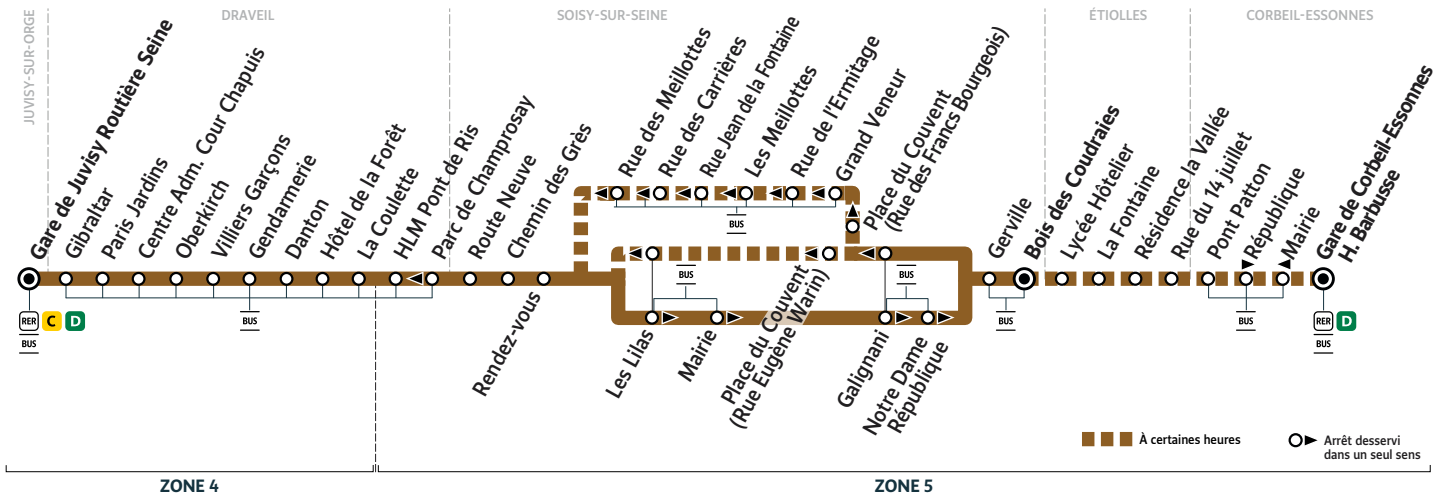 JUVISY-SUR-ORGE
DRAVEIL
SOISY-SUR-SEINE
ÉTIOLLES
CORBEIL-ESSONNES
Gare de Juvisy Routière Seine
Gibraltar
Paris Jardins
Centre Adm. Cour Chapuis
Oberkirch
Villiers Garçons
Gendarmerie
Danton
Hôtel de la Forêt
La Coulette
HLM Pont de Ris
Parc de Champrosay
Route Neuve
Chemin des Grès
Rendez-vous
Rue des Meillottes
Rue des Carrières
Rue Jean de la Fontaine
Les Meillottes
Rue de l'Ermitage
Grand Veneur
Place du Couvent
(Rue des Francs Bourgeois)
BUS
Les Lilas
Mairie
BUS
Place du Couvent
(Rue Eugène Warin)
Galignani
Notre Dame
République
BUS
Gerville
Bois des Coudraies
Lycée Hôtelier
La Fontaine
Résidence la Vallée
Rue du 14 juillet
Pont Patton
République
Mairie
Gare de Corbeil-Essonnes
H. Barbusse
RER C D
BUS
BUS
BUS
BUS
RER D
BUS
À certaines heures
Arrêt desservi
dans un seul sens
ZONE 4
ZONE 5